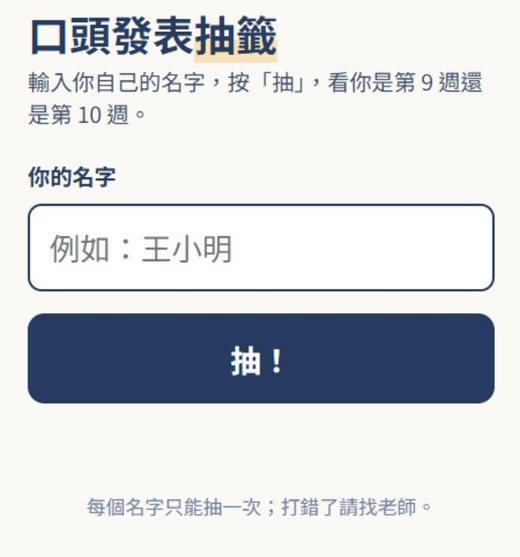 口頭發表抽籤
輸入你自己的名字，按「抽」，看你是第 9 週還
是第 10 週。
你的名字
例如：王小明
抽！
每個名字只能抽一次；打錯了請找老師。